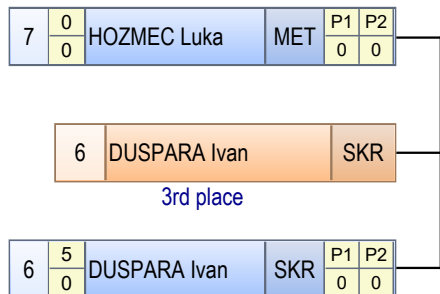 7 0 HOZMEC Luka MET P1 P2
0 0 0
6 DUSPARA Ivan SKR
3rd place
6 5 DUSPARA Ivan SKR P1 P2
0 0 0